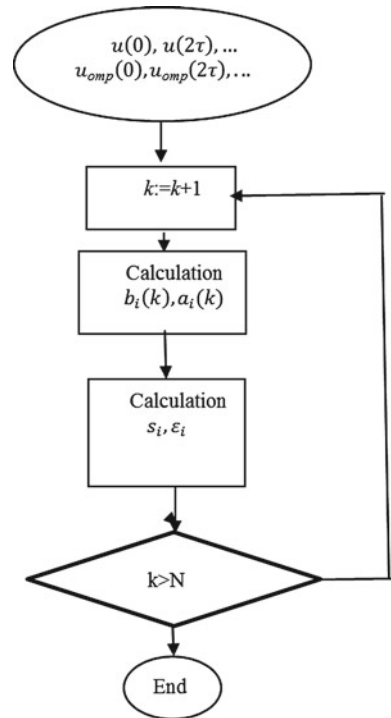 u(0), u(2τ), ...
u_omp(0),u_omp(2τ),...
k:=k+1
Calculation
b_i(k),a_i(k)
Calculation
s_i,ε_i
k>N
End